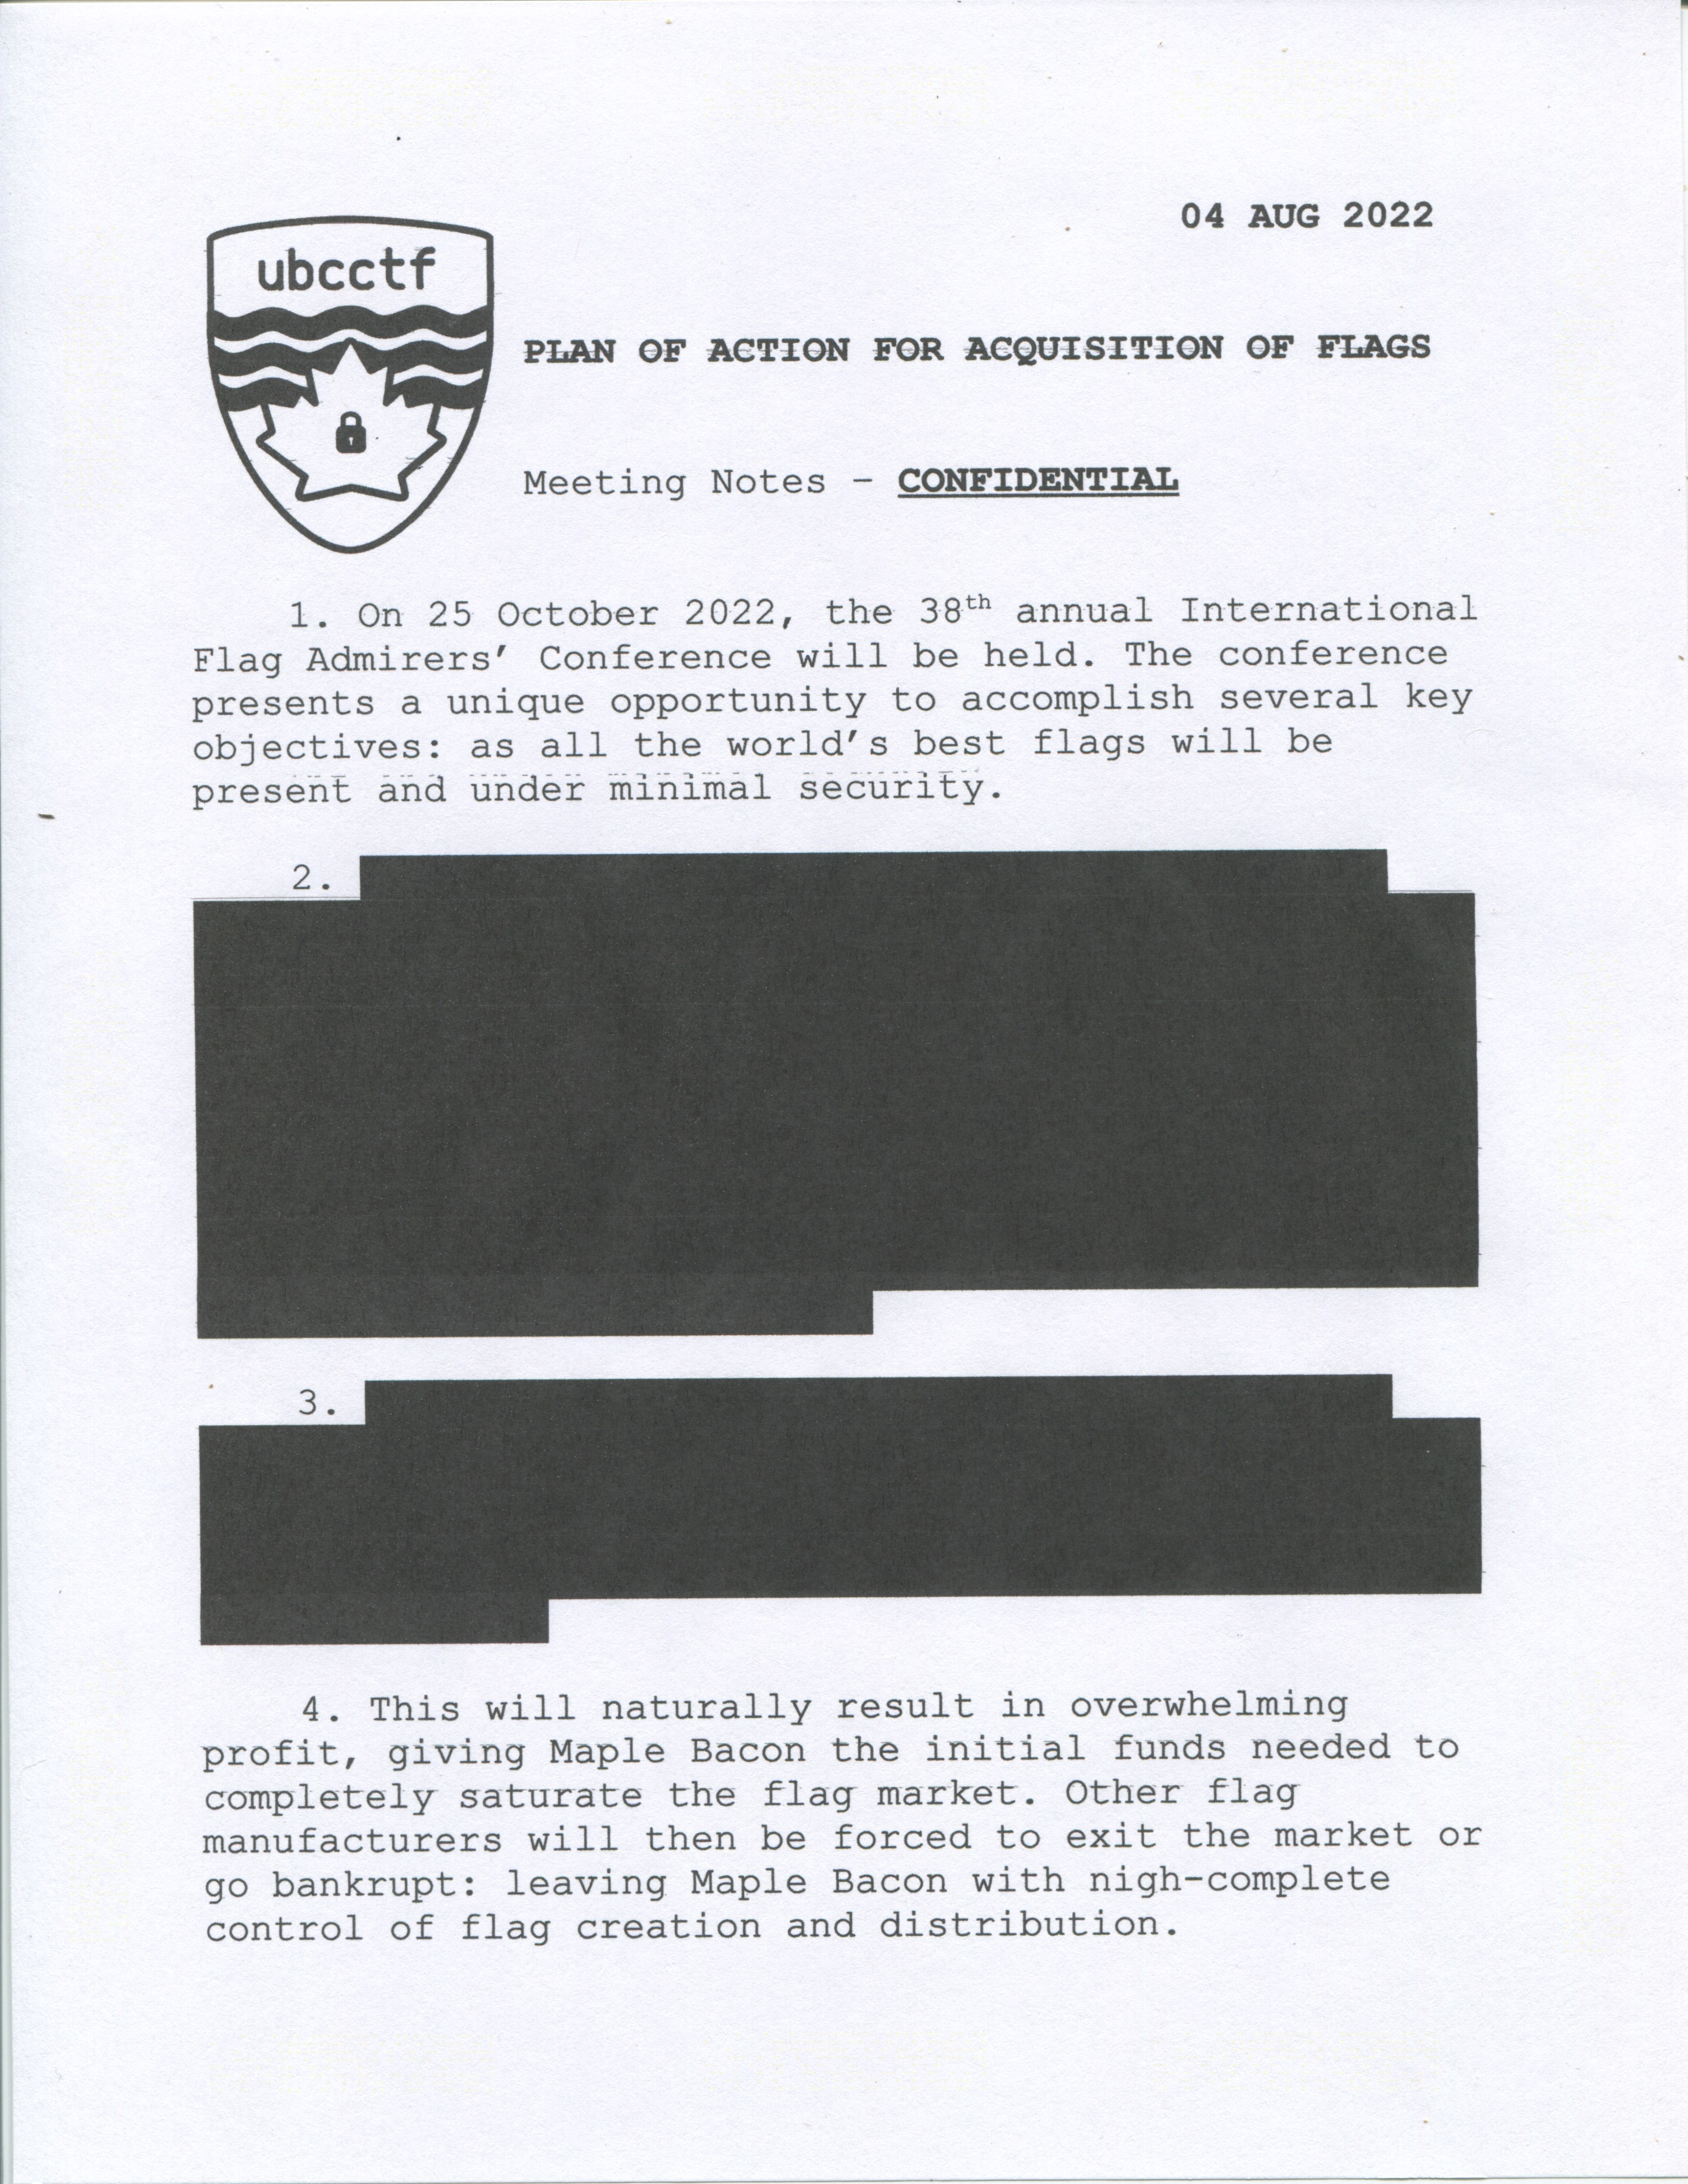 04 AUG 2022
ubcctf
PLAN OF ACTION FOR ACQUISITION OF FLAGS
Meeting Notes - CONFIDENTIAL
1. On 25 October 2022, the 38th annual International
Flag Admirers’ Conference will be held. The conference
presents a unique opportunity to accomplish several key
objectives: as all the world’s best flags will be
present and under minimal security.
2.
3.
4. This will naturally result in overwhelming
profit, giving Maple Bacon the initial funds needed to
completely saturate the flag market. Other flag
manufacturers will then be forced to exit the market or
go bankrupt: leaving Maple Bacon with nigh-complete
control of flag creation and distribution.